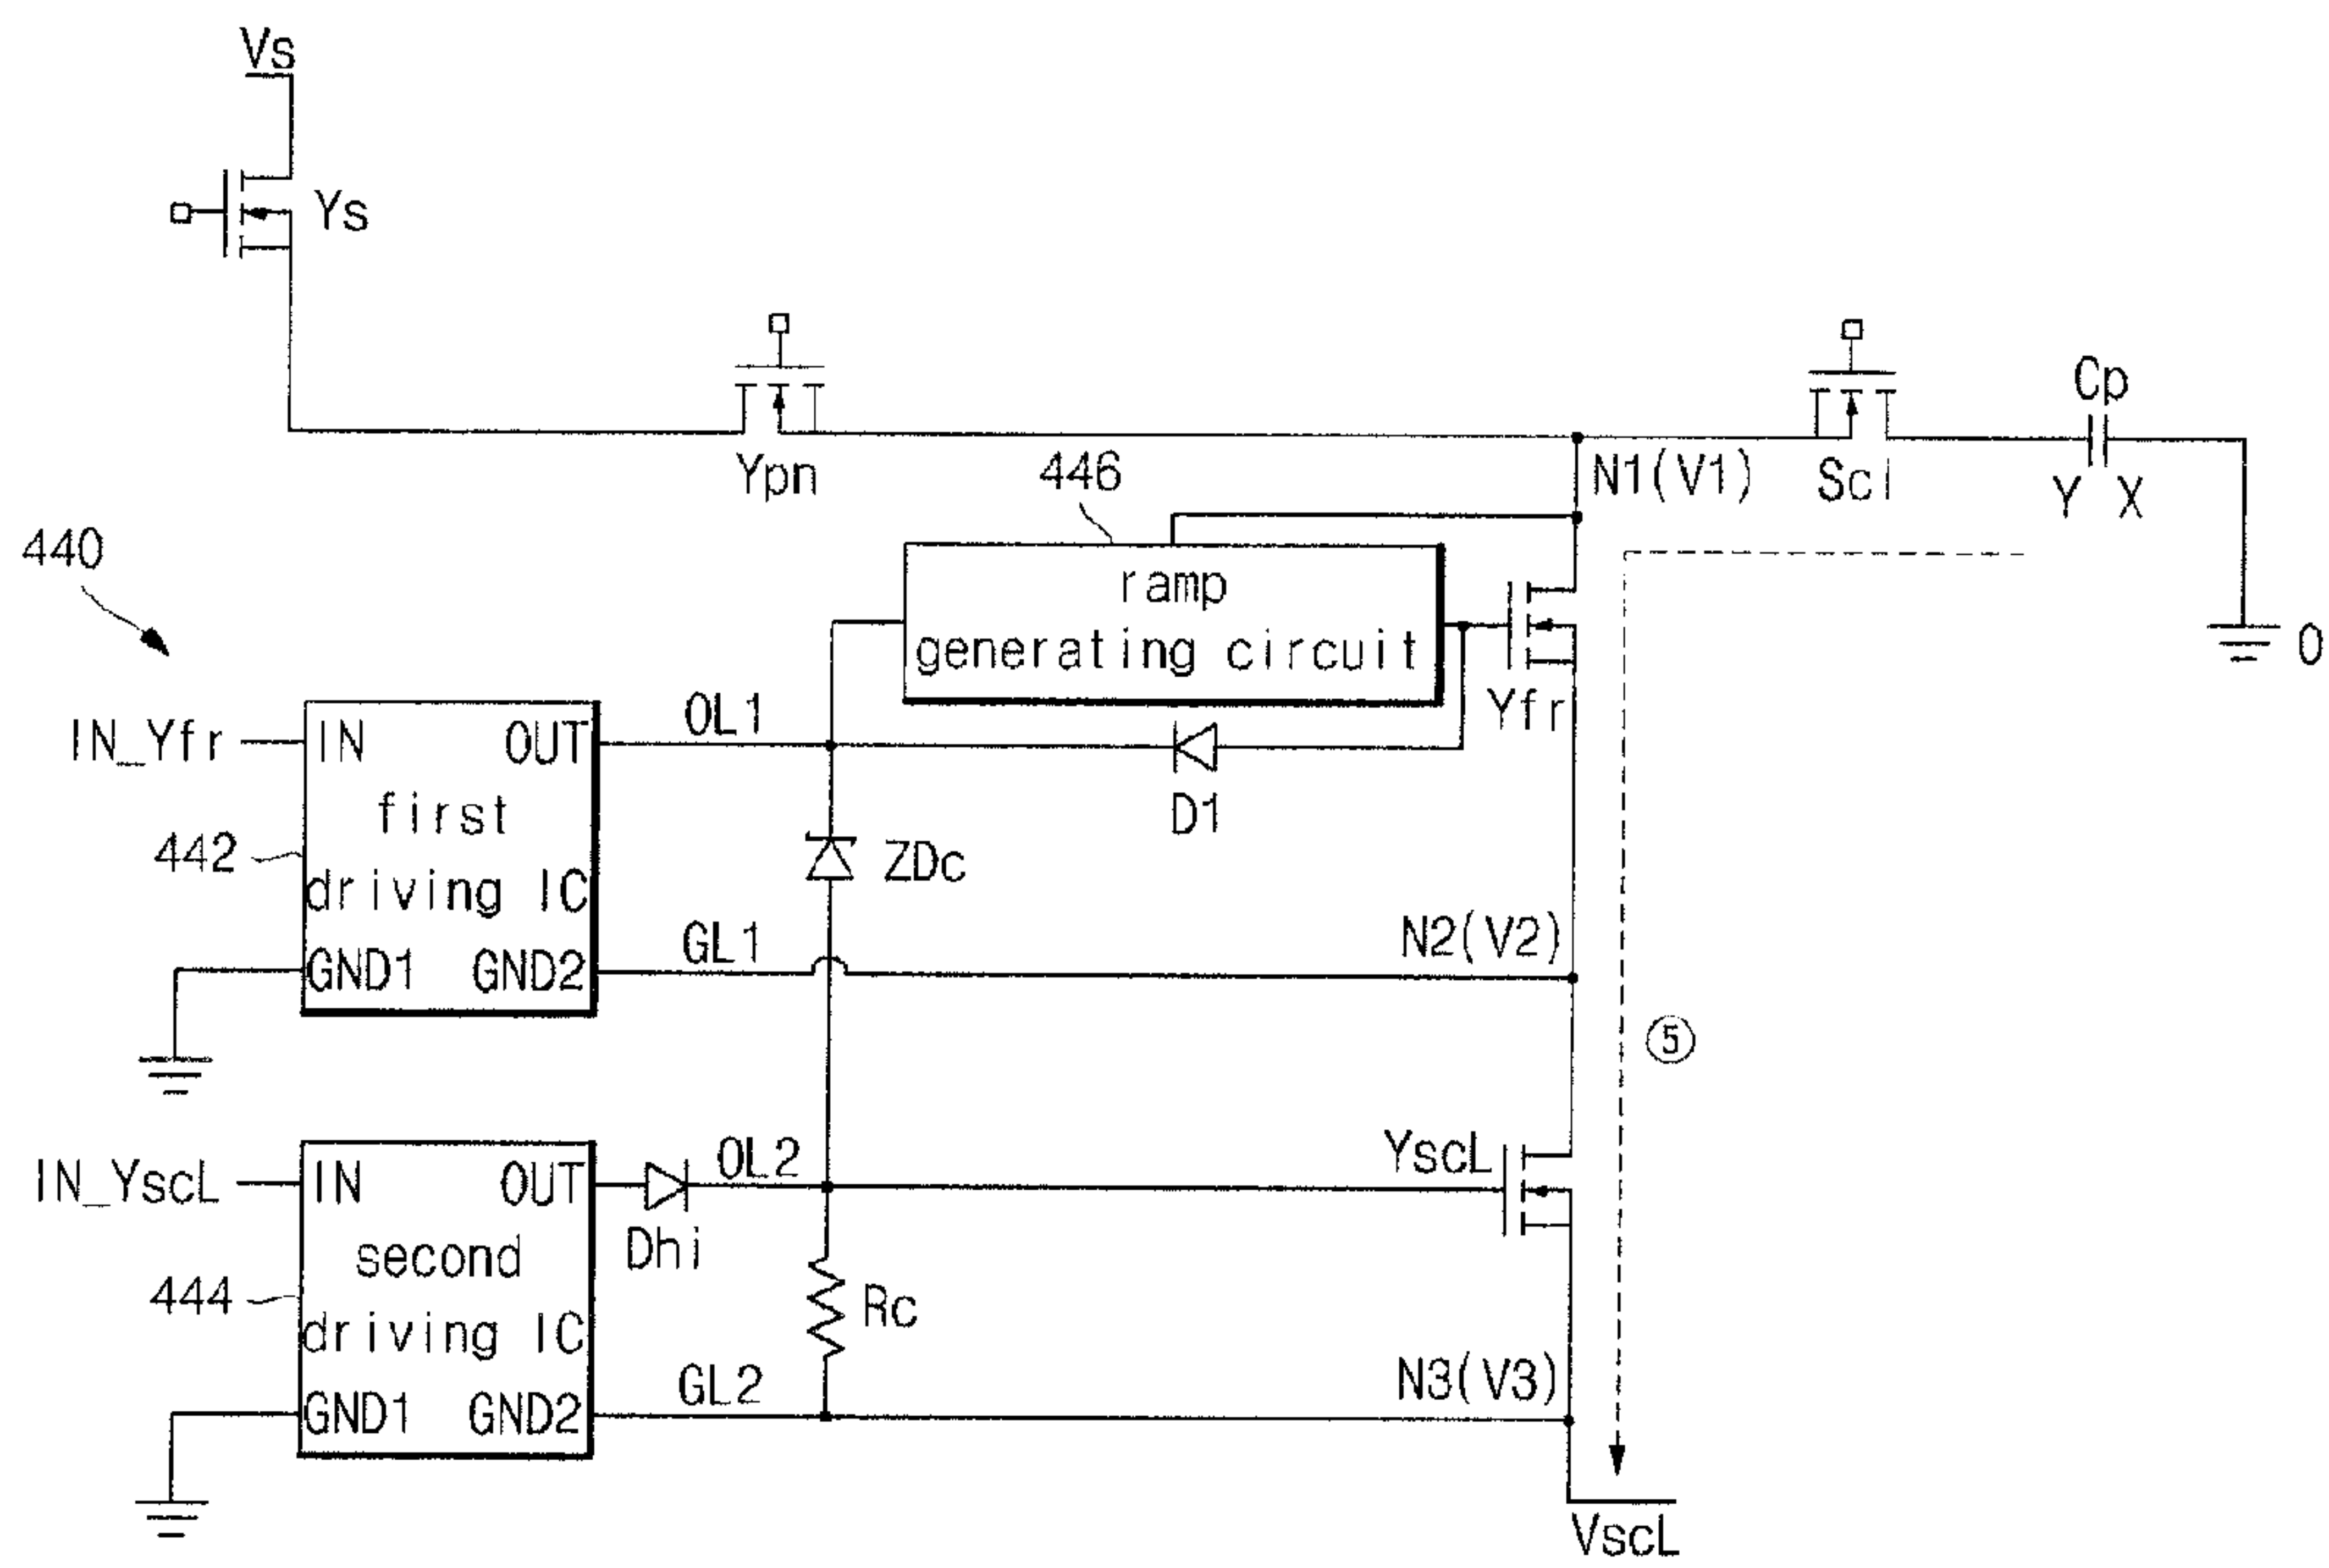 Vs
Ys
Ypn
446
N1(V1)
Scl
Cp
Y X
0
440
ramp
generating circuit
Yfr
IN_Yfr
IN OUT
OL1
first
driving IC
442
GND1 GND2
D1
ZDc
GL1
N2(V2)
⑤
IN_YscL
IN OUT
OL2
YscL
Dhi
second
driving IC
444
GND1 GND2
Rc
GL2
N3(V3)
VscL